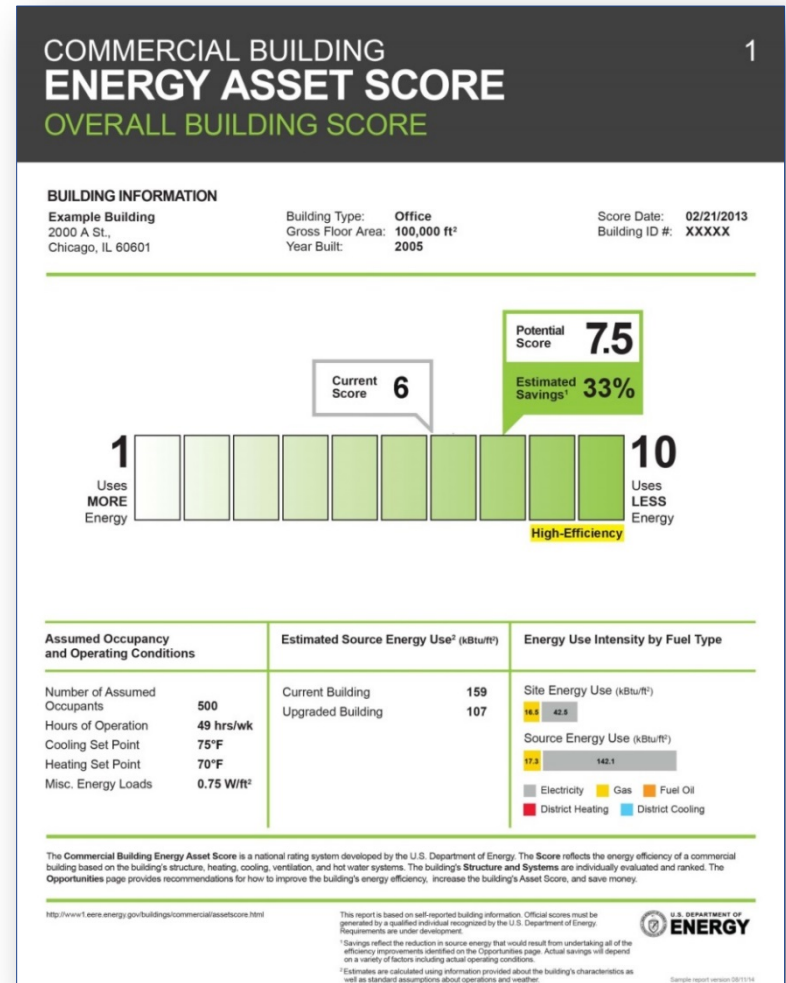 COMMERCIAL BUILDING
1
ENERGY ASSET SCORE
OVERALL BUILDING SCORE
BUILDING INFORMATION
Example Building
2000 A St.,
Chicago, IL 60601
Building Type: Office
Gross Floor Area: 100,000 ft²
Year Built: 2005
Score Date: 02/21/2013
Building ID #: XXXXX
Potential Score 7.5
Estimated Savings¹ 33%
Current Score 6
1
Uses
MORE
Energy
10
Uses
LESS
Energy
High-Efficiency
Assumed Occupancy
and Operating Conditions
Number of Assumed
Occupants 500
Hours of Operation 49 hrs/wk
Cooling Set Point 75°F
Heating Set Point 70°F
Misc. Energy Loads 0.75 W/ft²
Estimated Source Energy Use² (kBtu/ft²)
Current Building 159
Upgraded Building 107
Energy Use Intensity by Fuel Type
Site Energy Use (kBtu/ft²)
16.5 42.5
Source Energy Use (kBtu/ft²)
17.3 142.1
Electricity Gas Fuel Oil
District Heating District Cooling
The Commercial Building Energy Asset Score is a national rating system developed by the U.S. Department of Energy. The Score reflects the energy efficiency of a commercial
building based on the building's structure, heating, cooling, ventilation, and hot water systems. The building's Structure and Systems are individually evaluated and ranked. The
Opportunities page provides recommendations for how to improve the building's energy efficiency, increase the building's Asset Score, and save money.
http://www1.eere.energy.gov/buildings/commercial/assetscore.html
This report is based on self-reported building information. Official scores must be
generated by a qualified individual recognized by the U.S. Department of Energy.
Requirements are under development.
¹Savings reflect the reduction in source energy that would result from undertaking all of the
efficiency improvements identified on the Opportunities page. Actual savings will depend
on a variety of factors including actual operating conditions.
²Estimates are calculated using information provided about the building's characteristics as
well as standard assumptions about operations and weather.
U.S. DEPARTMENT OF
ENERGY
Sample report version 08/11/14